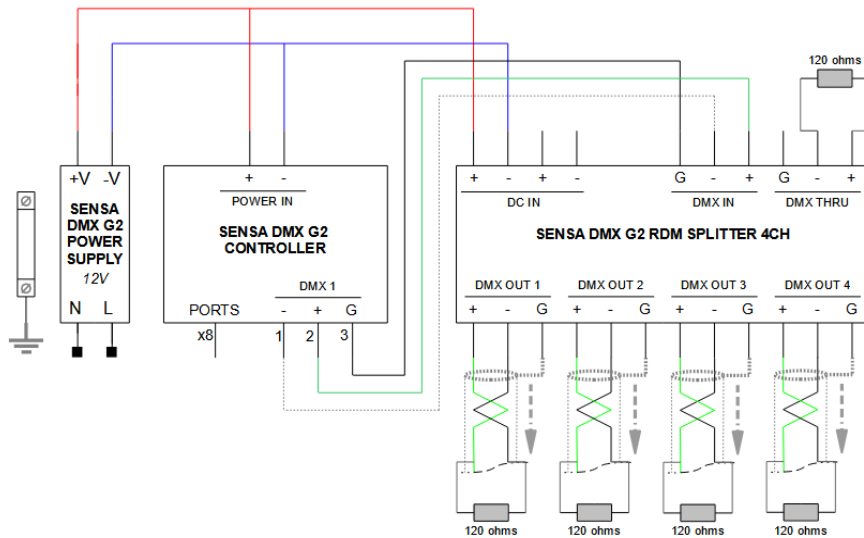 120 ohms
+V -V
SENSA
DMX G2
POWER
SUPPLY
12V
N L
+ -
POWER IN
SENSA DMX G2
CONTROLLER
DMX 1
PORTS - + G
x8 1 2 3
+ - + - G - + G - +
DC IN DMX IN DMX THRU
SENSA DMX G2 RDM SPLITTER 4CH
DMX OUT 1 DMX OUT 2 DMX OUT 3 DMX OUT 4
+ - G + - G + - G + - G
120 ohms 120 ohms 120 ohms 120 ohms